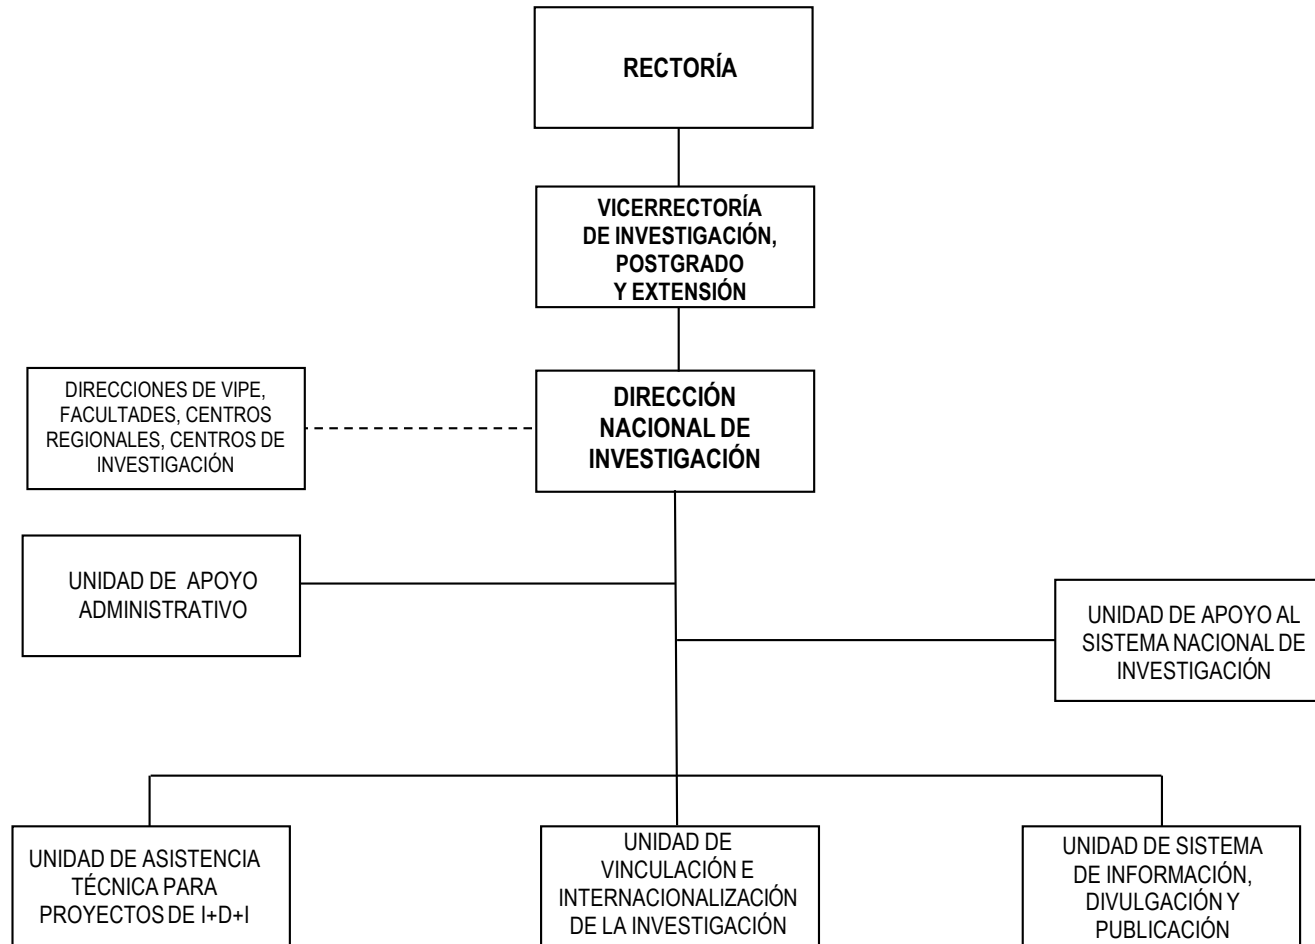 RECTORÍA
VICERRECTORÍA
DE INVESTIGACIÓN,
POSTGRADO
Y EXTENSIÓN
DIRECCIONES DE VIPE,
FACULTADES, CENTROS
REGIONALES, CENTROS DE
INVESTIGACIÓN
DIRECCIÓN
NACIONAL DE
INVESTIGACIÓN
UNIDAD DE APOYO
ADMINISTRATIVO
UNIDAD DE APOYO AL
SISTEMA NACIONAL DE
INVESTIGACIÓN
UNIDAD DE ASISTENCIA
TÉCNICA PARA
PROYECTOS DE I+D+I
UNIDAD DE
VINCULACIÓN E
INTERNACIONALIZACIÓN
DE LA INVESTIGACIÓN
UNIDAD DE SISTEMA
DE INFORMACIÓN,
DIVULGACIÓN Y
PUBLICACIÓN